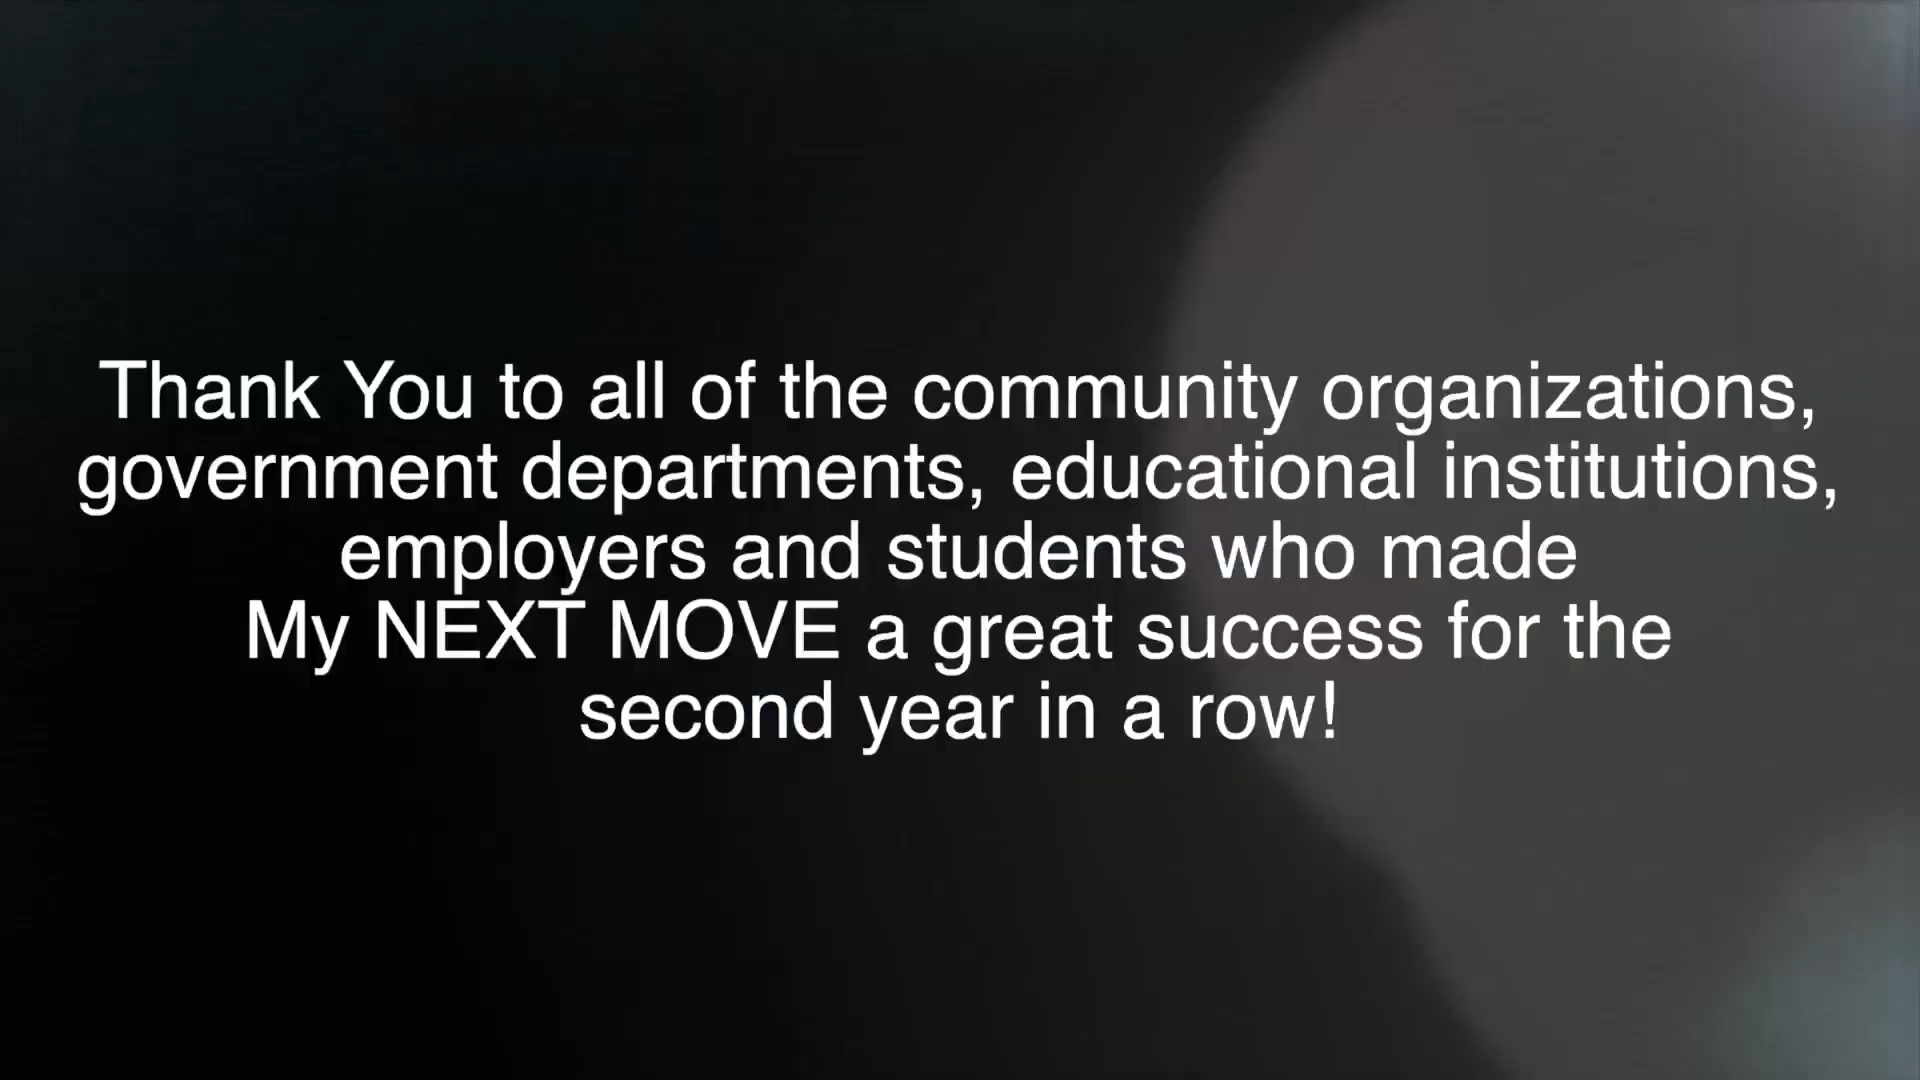 Thank You to all of the community organizations,
government departments, educational institutions,
employers and students who made
My NEXT MOVE a great success for the
second year in a row!